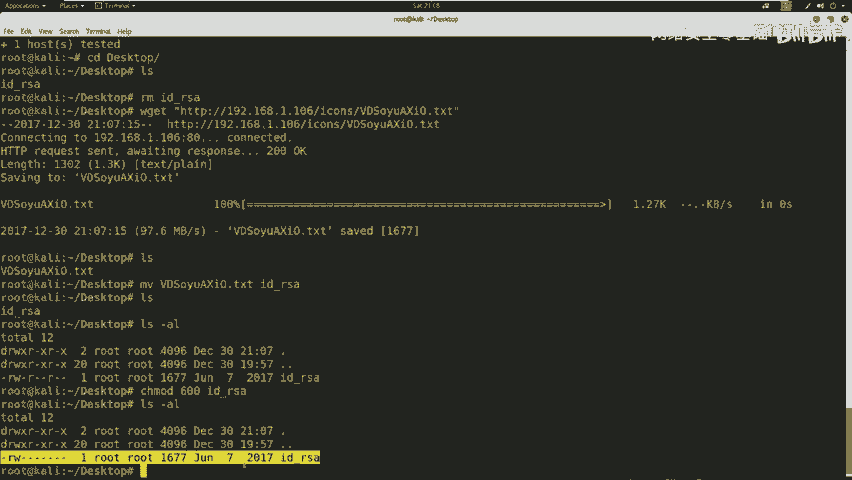 Applications Places Terminal Sat 21:08
root@kali: ~/Desktop
File Edit View Search Terminal Help
+ 1 host(s) tested
root@kali:~# cd Desktop/
root@kali:~/Desktop# ls
id_rsa
root@kali:~/Desktop# rm id_rsa
root@kali:~/Desktop# wget "http://192.168.1.106/icons/VDSoyuAXiO.txt"
--2017-12-30 21:07:15--  http://192.168.1.106/icons/VDSoyuAXiO.txt
Connecting to 192.168.1.106:80... connected.
HTTP request sent, awaiting response... 200 OK
Length: 1302 (1.3K) [text/plain]
Saving to: ‘VDSoyuAXiO.txt’
VDSoyuAXiO.txt 100%[===================================================>] 1.27K --.-KB/s in 0s
2017-12-30 21:07:15 (97.6 MB/s) - ‘VDSoyuAXiO.txt’ saved [1677]
root@kali:~/Desktop# ls
VDSoyuAXiO.txt
root@kali:~/Desktop# mv VDSoyuAXiO.txt id_rsa
root@kali:~/Desktop# ls
id_rsa
root@kali:~/Desktop# ls -al
total 12
drwxr-xr-x  2 root root 4096 Dec 30 21:07 .
drwxr-xr-x 20 root root 4096 Dec 30 19:57 ..
-rw-r--r--  1 root root 1677 Jun  7  2017 id_rsa
root@kali:~/Desktop# chmod 600 id_rsa
root@kali:~/Desktop# ls -al
total 12
drwxr-xr-x  2 root root 4096 Dec 30 21:07 .
drwxr-xr-x 20 root root 4096 Dec 30 19:57 ..
-rw-------  1 root root 1677 Jun  7  2017 id_rsa
root@kali:~/Desktop#